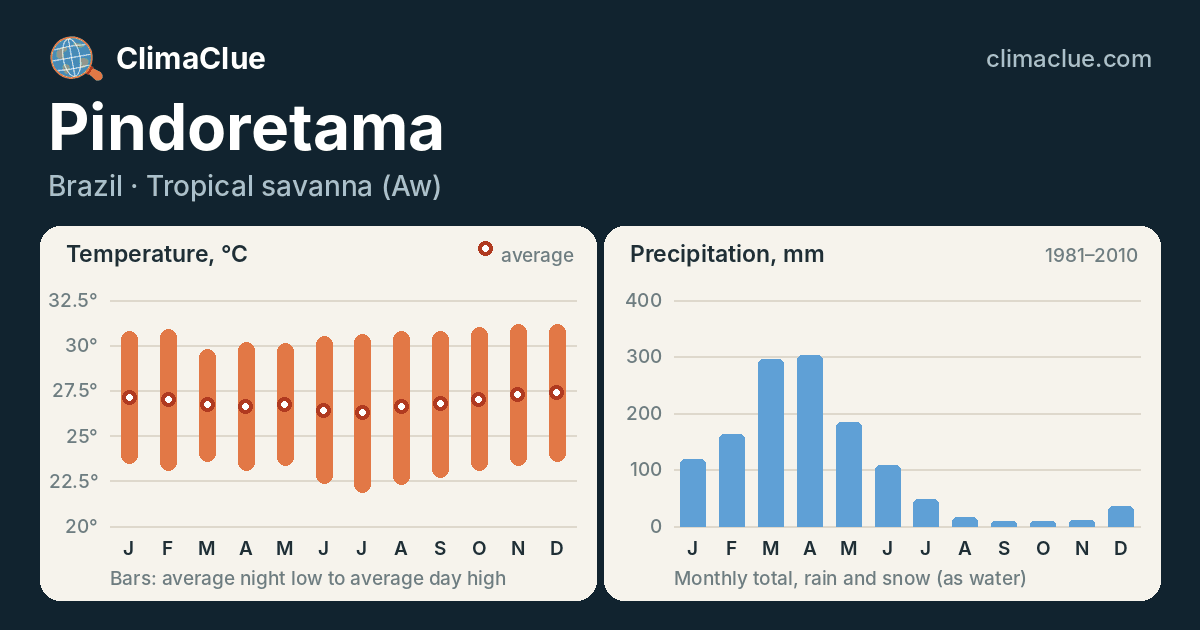 ClimaClue
climaclue.com
Pindoretama
Brazil · Tropical savanna (Aw)
Temperature, °C
average
32.5°
30°
27.5°
25°
22.5°
20°
J F M A M J J A S O N D
Bars: average night low to average day high
Precipitation, mm
1981–2010
400
300
200
100
0
J F M A M J J A S O N D
Monthly total, rain and snow (as water)